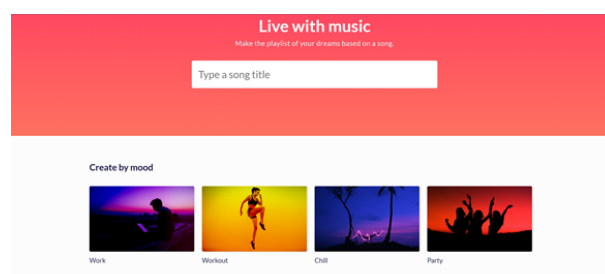 Live with music
Make the playlist of your dreams based on a song.
Type a song title
Create by mood
Work
Workout
Chill
Party